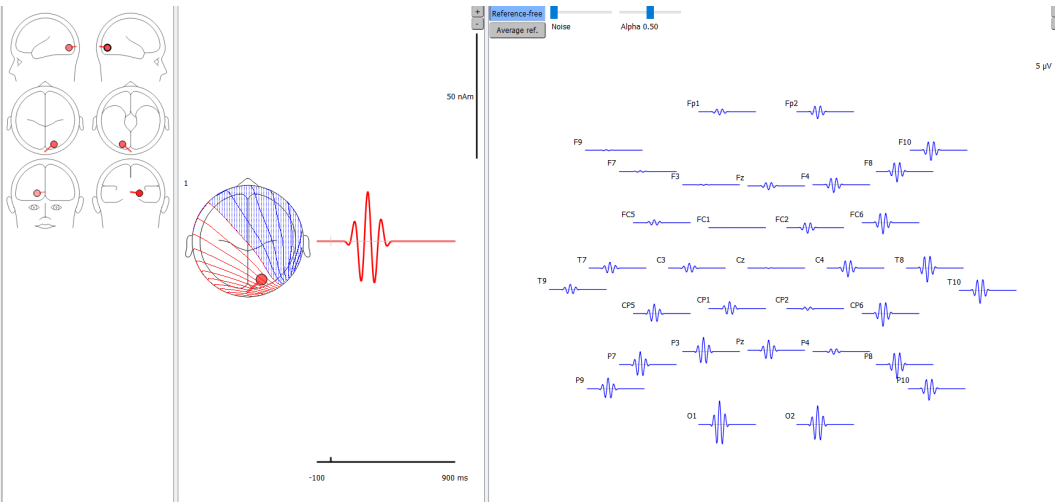 +
-
Reference-free
Average ref.
Noise
Alpha 0.50
50 nAm
5 µV
1
Fp1
Fp2
F9
F10
F7
F8
F3
Fz
F4
FC5
FC1
FC2
FC6
T7
C3
Cz
C4
T8
T9
T10
CP5
CP1
CP2
CP6
P3
Pz
P4
P7
P8
P9
P10
O1
O2
-100
900 ms